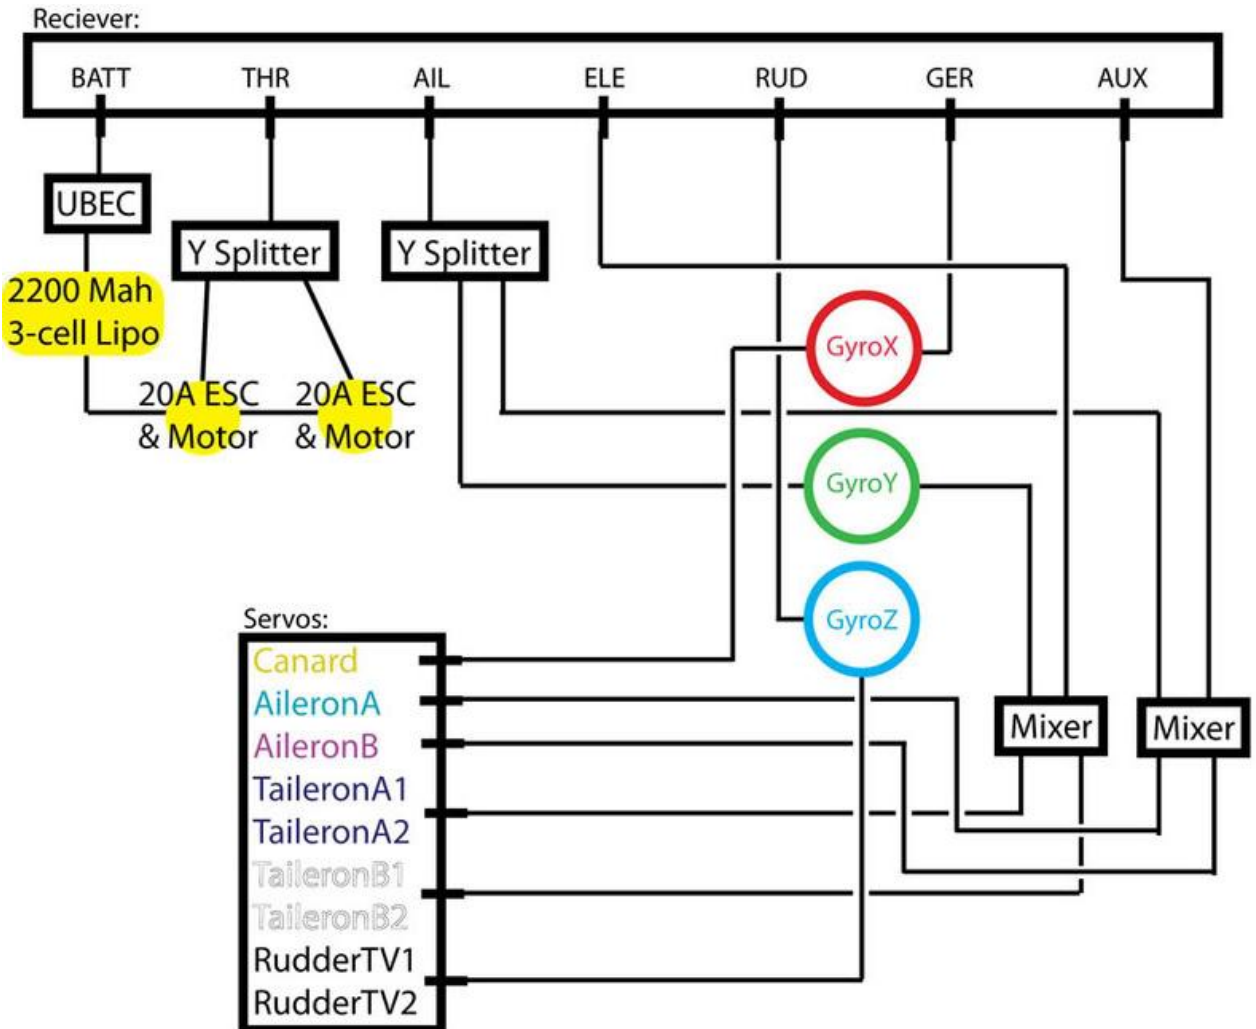 Reciever:
BATT THR AIL ELE RUD GER AUX
UBEC
Y Splitter
Y Splitter
2200 Mah
3-cell Lipo
20A ESC
& Motor
20A ESC
& Motor
GyroX
GyroY
GyroZ
Mixer
Mixer
Servos:
Canard
AileronA
AileronB
TaileronA1
TaileronA2
TaileronB1
TaileronB2
RudderTV1
RudderTV2